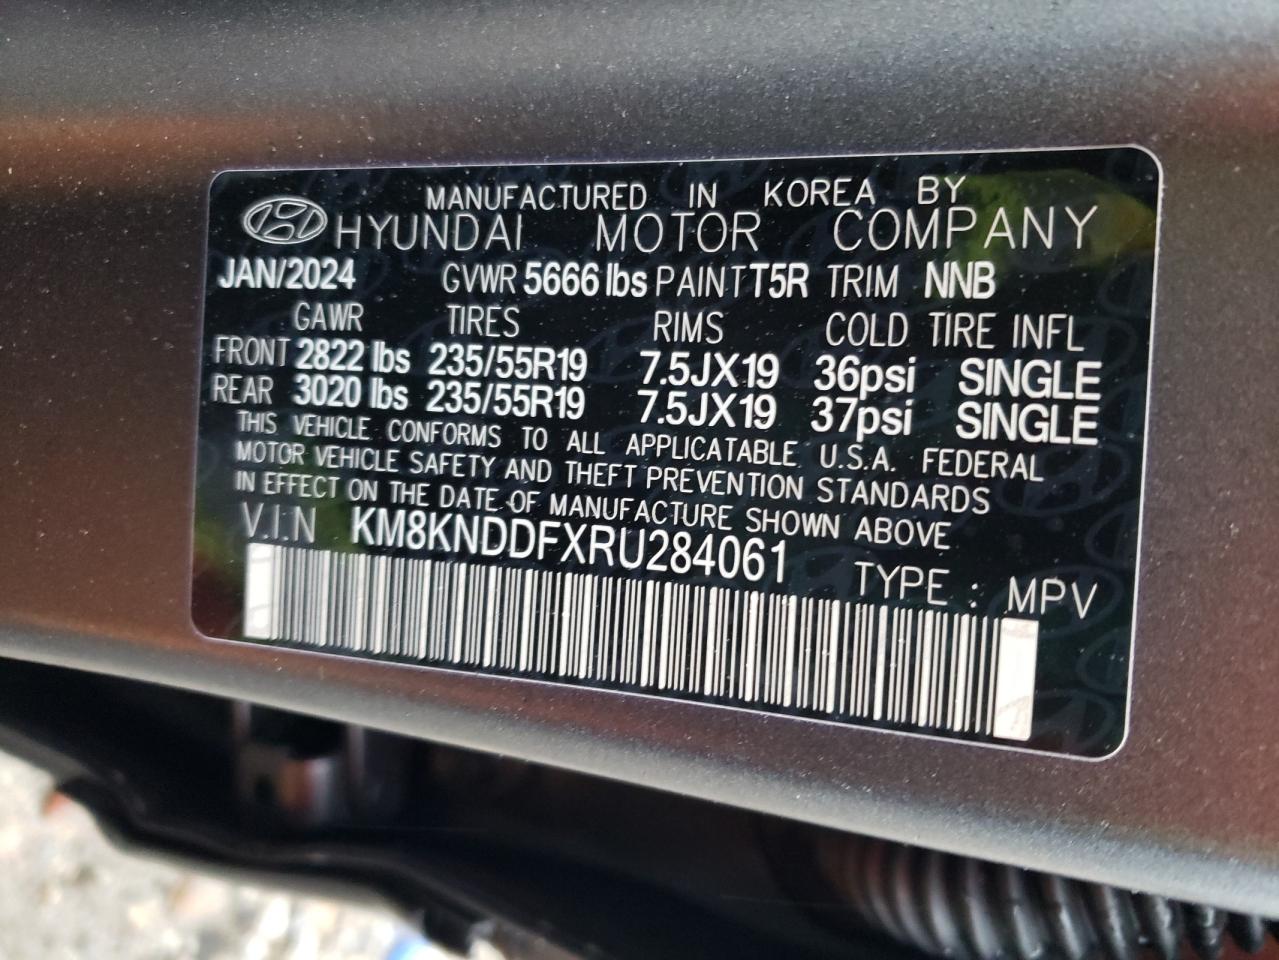 MANUFACTURED IN KOREA BY
HYUNDAI MOTOR COMPANY
JAN/2024 GVWR 5666 lbs PAINT T5R TRIM NNB
GAWR TIRES RIMS COLD TIRE INFL
FRONT 2822 lbs 235/55R19 7.5JX19 36psi SINGLE
REAR 3020 lbs 235/55R19 7.5JX19 37psi SINGLE
THIS VEHICLE CONFORMS TO ALL APPLICATABLE U.S.A. FEDERAL
MOTOR VEHICLE SAFETY AND THEFT PREVENTION STANDARDS
IN EFFECT ON THE DATE OF MANUFACTURE SHOWN ABOVE
V.I.N KM8KNDDFXRU284061 TYPE : MPV